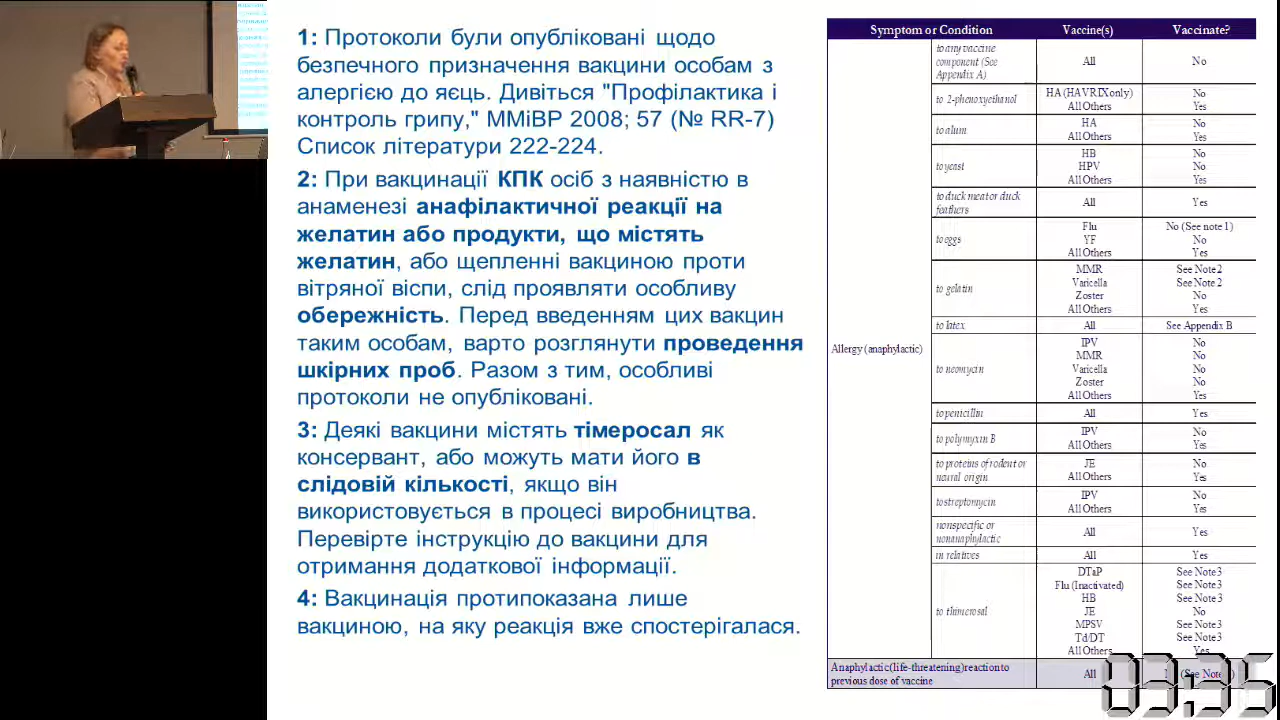 1: Протоколи були опубліковані щодо
безпечного призначення вакцини особам з
алергією до яєць. Дивіться "Профілактика і
контроль грипу," ММіВР 2008; 57 (№ RR-7)
Список літератури 222-224.
2: При вакцинації КПК осіб з наявністю в
анаменезі анафілактичної реакції на
желатин або продукти, що містять
желатин, або щепленні вакциною проти
вітряної віспи, слід проявляти особливу
обережність. Перед введенням цих вакцин
таким особам, варто розглянути проведення
шкірних проб. Разом з тим, особливі
протоколи не опубліковані.
3: Деякі вакцини містять тімеросал як
консервант, або можуть мати його в
слідовій кількості, якщо він
використовується в процесі виробництва.
Перевірте інструкцію до вакцини для
отримання додаткової інформації.
4: Вакцинація протипоказана лише
вакциною, на яку реакція вже спостерігалася.
Symptom or Condition Vaccine(s) Vaccinate?
Allergy (anaphylactic)
to any vaccine
component (See
Appendix A) All No
to 2-phenoxyethanol
HA (HAVRIX only) No
All Others Yes
to alum
HA No
All Others Yes
to yeast
HB No
HPV No
All Others Yes
to duck meat or duck
feathers All Yes
to eggs
Flu No (See note 1)
YF No
All Others Yes
to gelatin
MMR See Note 2
Varicella See Note 2
Zoster No
All Others Yes
to latex All See Appendix B
to neomycin
IPV No
MMR No
Varicella No
Zoster No
All Others Yes
to penicillin All Yes
to polymyxin B
IPV No
All Others Yes
to proteins of rodent or
neural origin
JE No
All Others Yes
to streptomycin
IPV No
All Others Yes
nonspecific or
nonanaphylactic All Yes
in relatives All Yes
to thimerosal
DTaP See Note 3
Flu (Inactivated) See Note 3
HB See Note 3
JE No
MPSV See Note 3
Td/DT See Note 3
All Others Yes
Anaphylactic (life-threatening) reaction to
previous dose of vaccine All (See Note
03:35